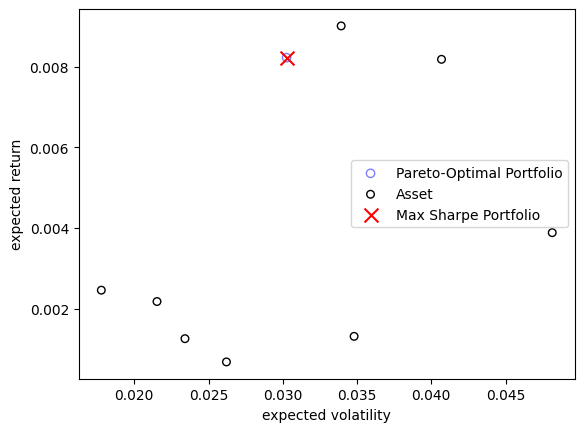 0.008
0.006
0.004
0.002
expected return
Pareto-Optimal Portfolio
Asset
Max Sharpe Portfolio
0.020 0.025 0.030 0.035 0.040 0.045
expected volatility